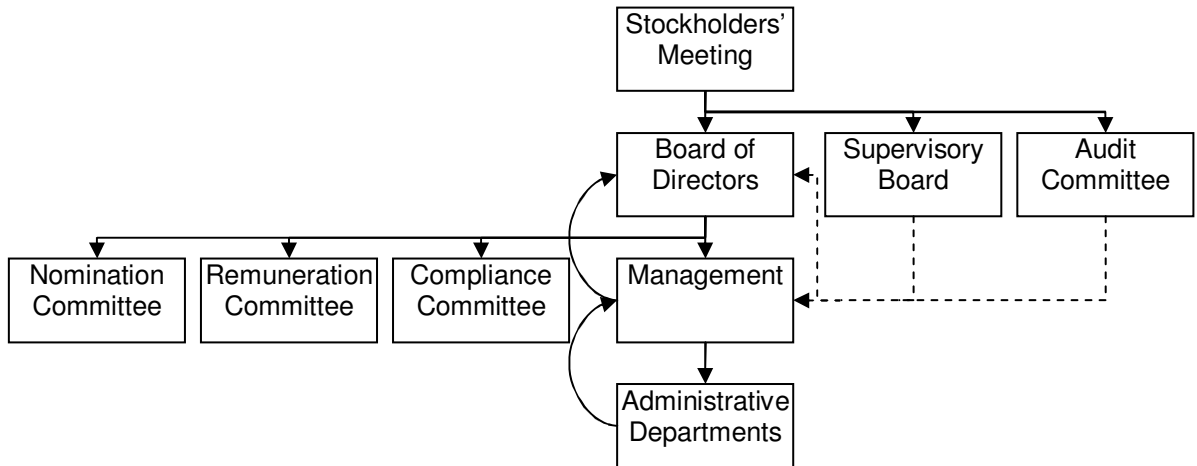 Stockholders’
Meeting
Board of
Directors
Supervisory
Board
Audit
Committee
Nomination
Committee
Remuneration
Committee
Compliance
Committee
Management
Administrative
Departments